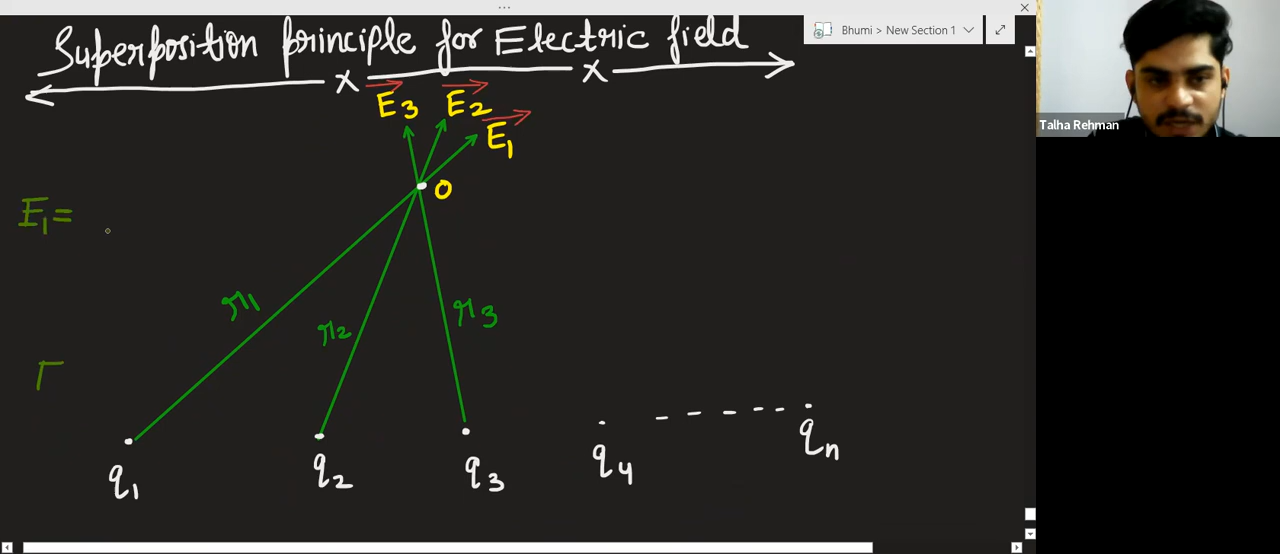 Superposition principle for Electric field
Bhumi > New Section 1
Talha Rehman
E3 E2
E1
O
E1 =
r1
r2
r3
q1
q2
q3
q4
qn